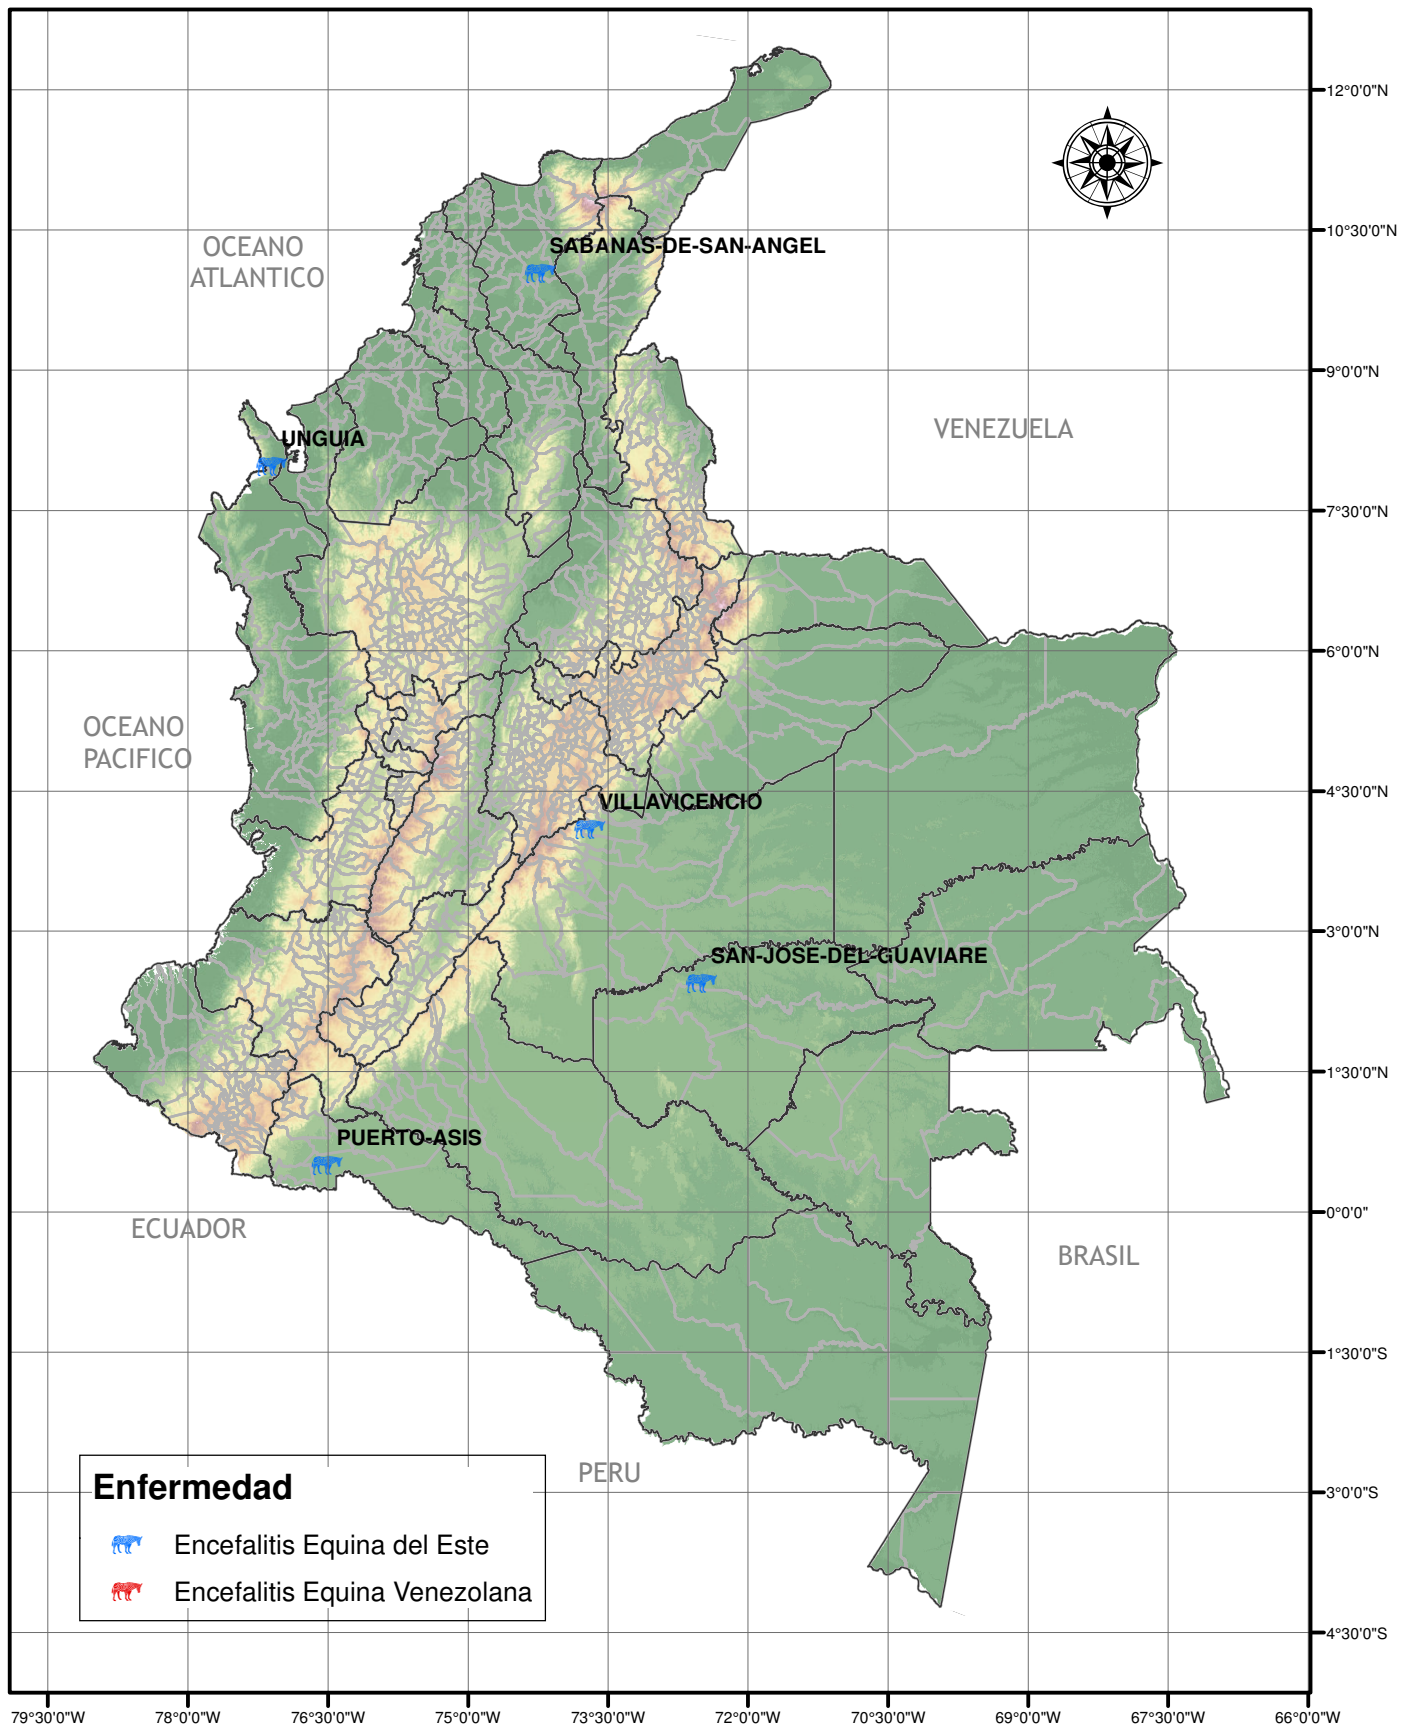 12°0'0"N
10°30'0"N
SABANAS-DE-SAN-ANGEL
OCEANO
ATLANTICO
9°0'0"N
VENEZUELA
UNGUIA
7°30'0"N
6°0'0"N
OCEANO
PACIFICO
4°30'0"N
VILLAVICENCIO
3°0'0"N
SAN-JOSE-DEL-GUAVIARE
1°30'0"N
PUERTO-ASIS
0°0'0"
ECUADOR
BRASIL
1°30'0"S
PERU
3°0'0"S
Enfermedad
Encefalitis Equina del Este
Encefalitis Equina Venezolana
4°30'0"S
79°30'0"W 78°0'0"W 76°30'0"W 75°0'0"W 73°30'0"W 72°0'0"W 70°30'0"W 69°0'0"W 67°30'0"W 66°0'0"W